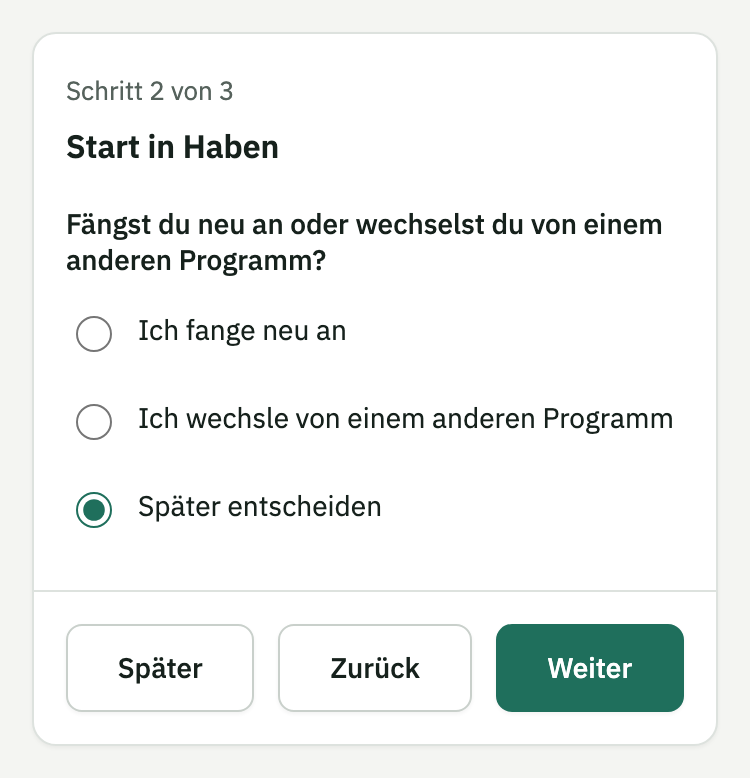 Schritt 2 von 3
Start in Haben
Fängst du neu an oder wechselst du von einem
anderen Programm?
Ich fange neu an
Ich wechsle von einem anderen Programm
Später entscheiden
Später
Zurück
Weiter